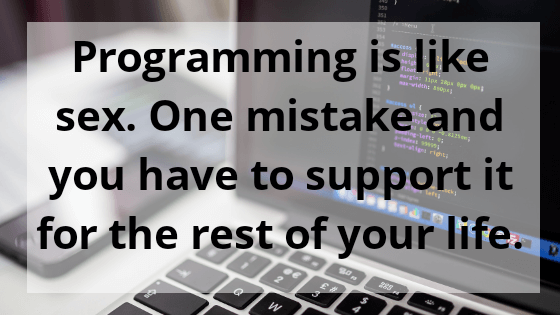 Programming is like
sex. One mistake and
you have to support it
for the rest of your life.